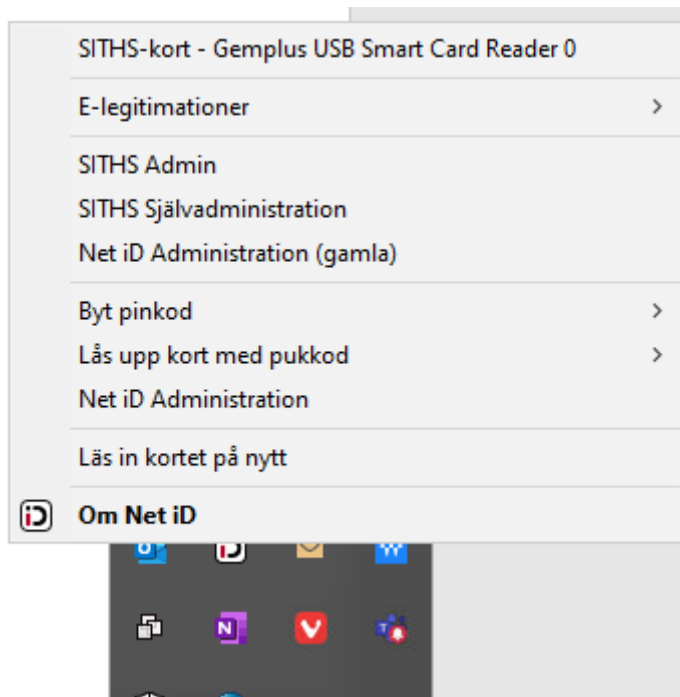 SITHS-kort - Gemplus USB Smart Card Reader 0
E-legitimationer
SITHS Admin
SITHS Självadministration
Net iD Administration (gamla)
Byt pinkod
Lås upp kort med pukkod
Net iD Administration
Läs in kortet på nytt
Om Net iD